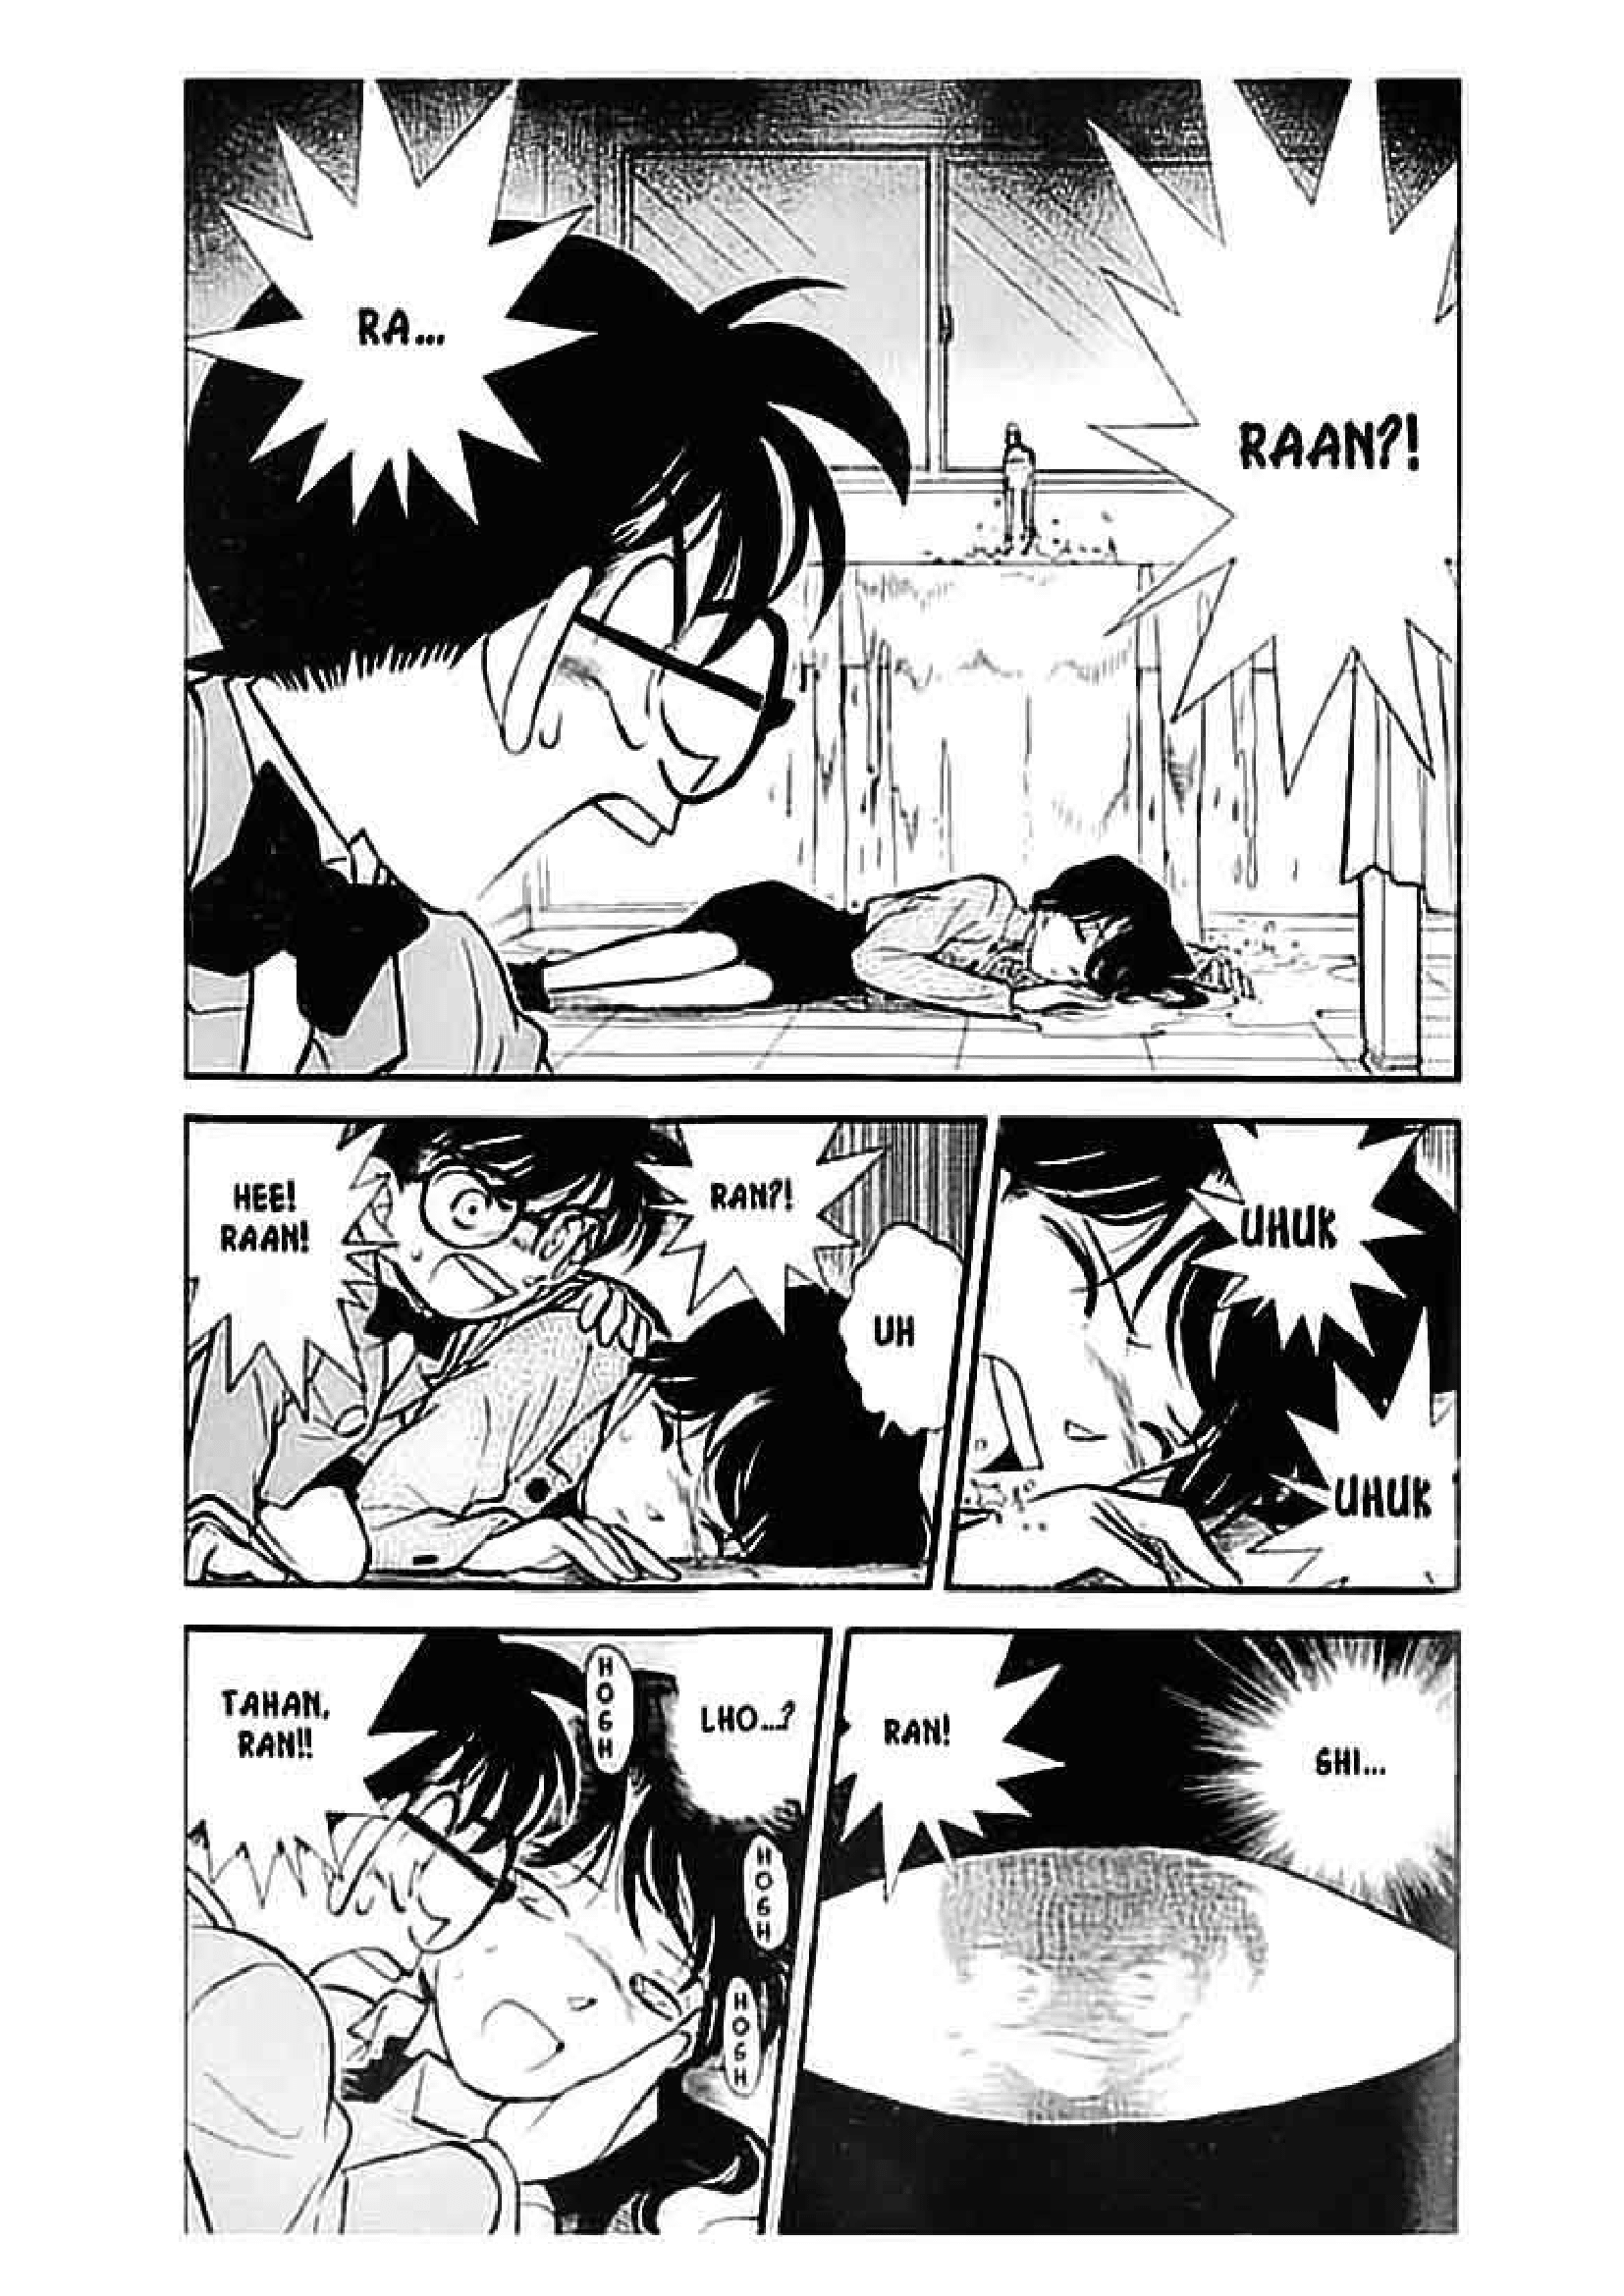 RA...
RAAN?!
HEE!
RAAN!
RAN?!
UH
UHUK
UHUK
TAHAN,
RAN!!
HOGH
LHO...?
HOGH
HOGH
RAN!
SHI...